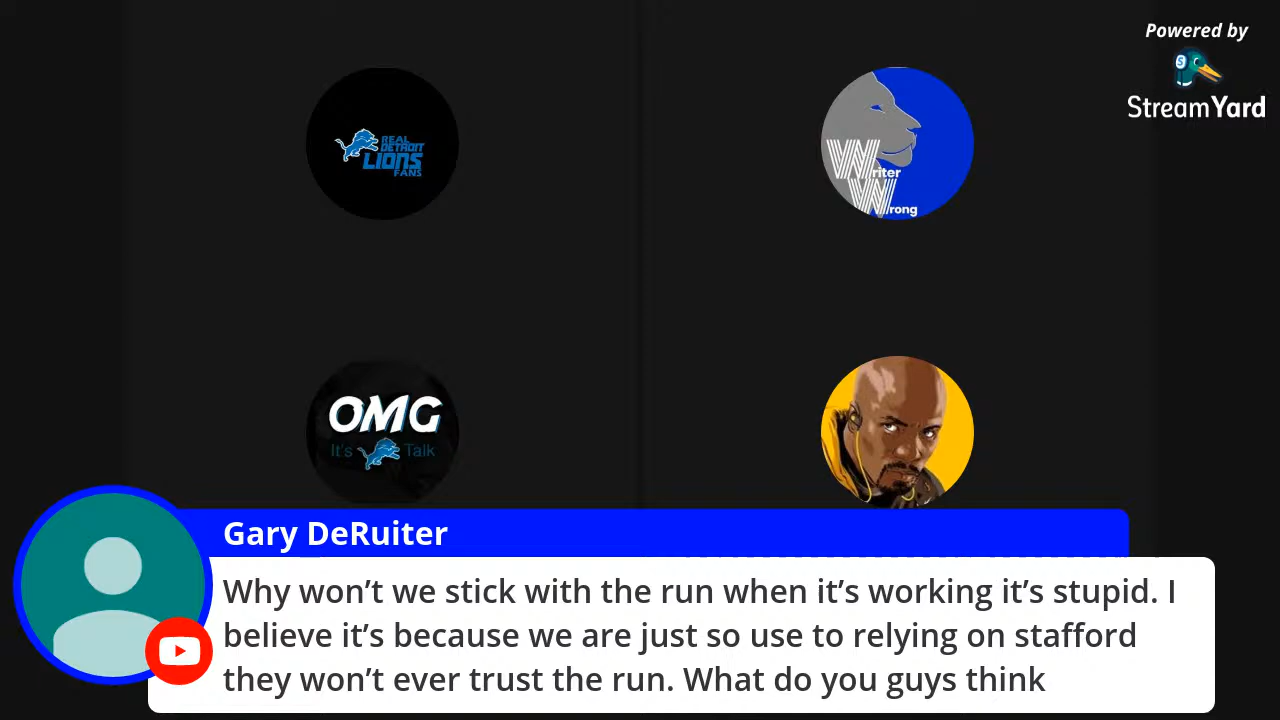 Powered by
StreamYard
REAL
DETROIT
LIONS
FANS
Writer
Wrong
OMG
It's Talk
Gary DeRuiter
Why won’t we stick with the run when it’s working it’s stupid. I
believe it’s because we are just so use to relying on stafford
they won’t ever trust the run. What do you guys think